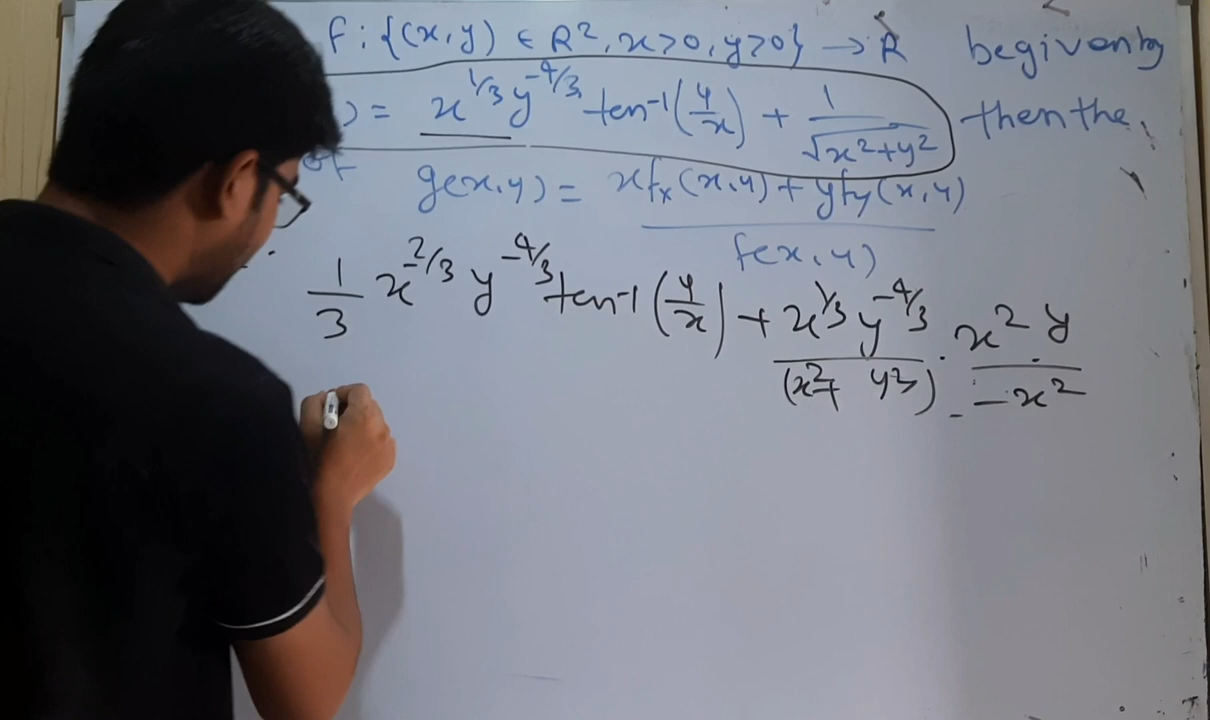 f : {(x,y) ∈ R², x>0, y>0} → R be given by
) = x^{1/3} y^{-4/3} tan⁻¹(y/x) + 1/√(x²+y²) then the
of g(x,y) = (x f_x(x,y) + y f_y(x,y)) / f(x,y)
1/3 x^{-2/3} y^{-4/3} tan⁻¹(y/x) + x^{1/3} y^{-4/3}/(x²+y²) · x² y/-x²